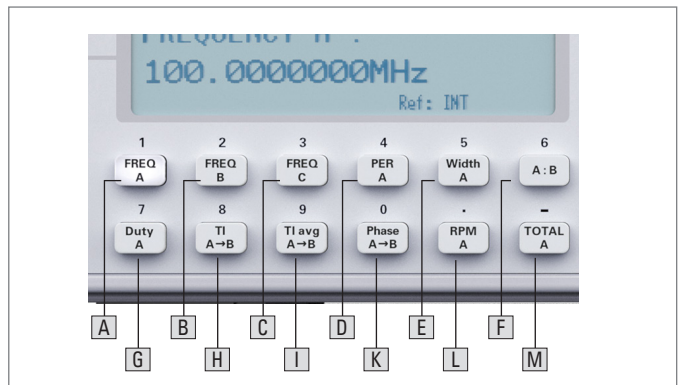 FREQUENCY A :
100.0000000MHz
Ref: INT
1 2 3 4 5 6
FREQ A FREQ B FREQ C PER A Width A A:B
7 8 9 0 . -
Duty A TI A→B TI avg A→B Phase A→B RPM A TOTAL A
A B C D E F
G H I K L M